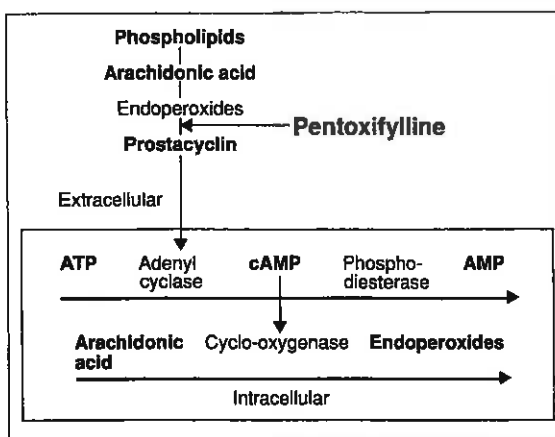 Phospholipids
Arachidonic acid
Endoperoxides
Pentoxifylline
Prostacyclin
Extracellular
ATP Adenyl cyclase cAMP Phospho-diesterase AMP
Arachidonic acid Cyclo-oxygenase Endoperoxides
Intracellular